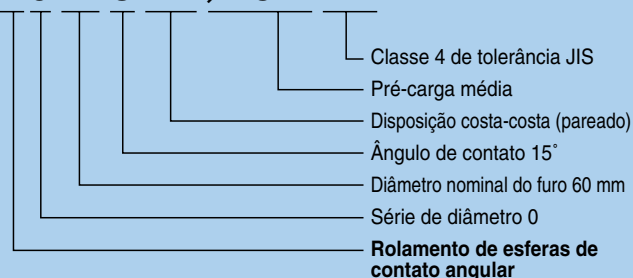 Classe 4 de tolerância JIS
Pré-carga média
Disposição costa-costa (pareado)
Ângulo de contato 15˚
Diâmetro nominal do furo 60 mm
Série de diâmetro 0
Rolamento de esferas de
contato angular